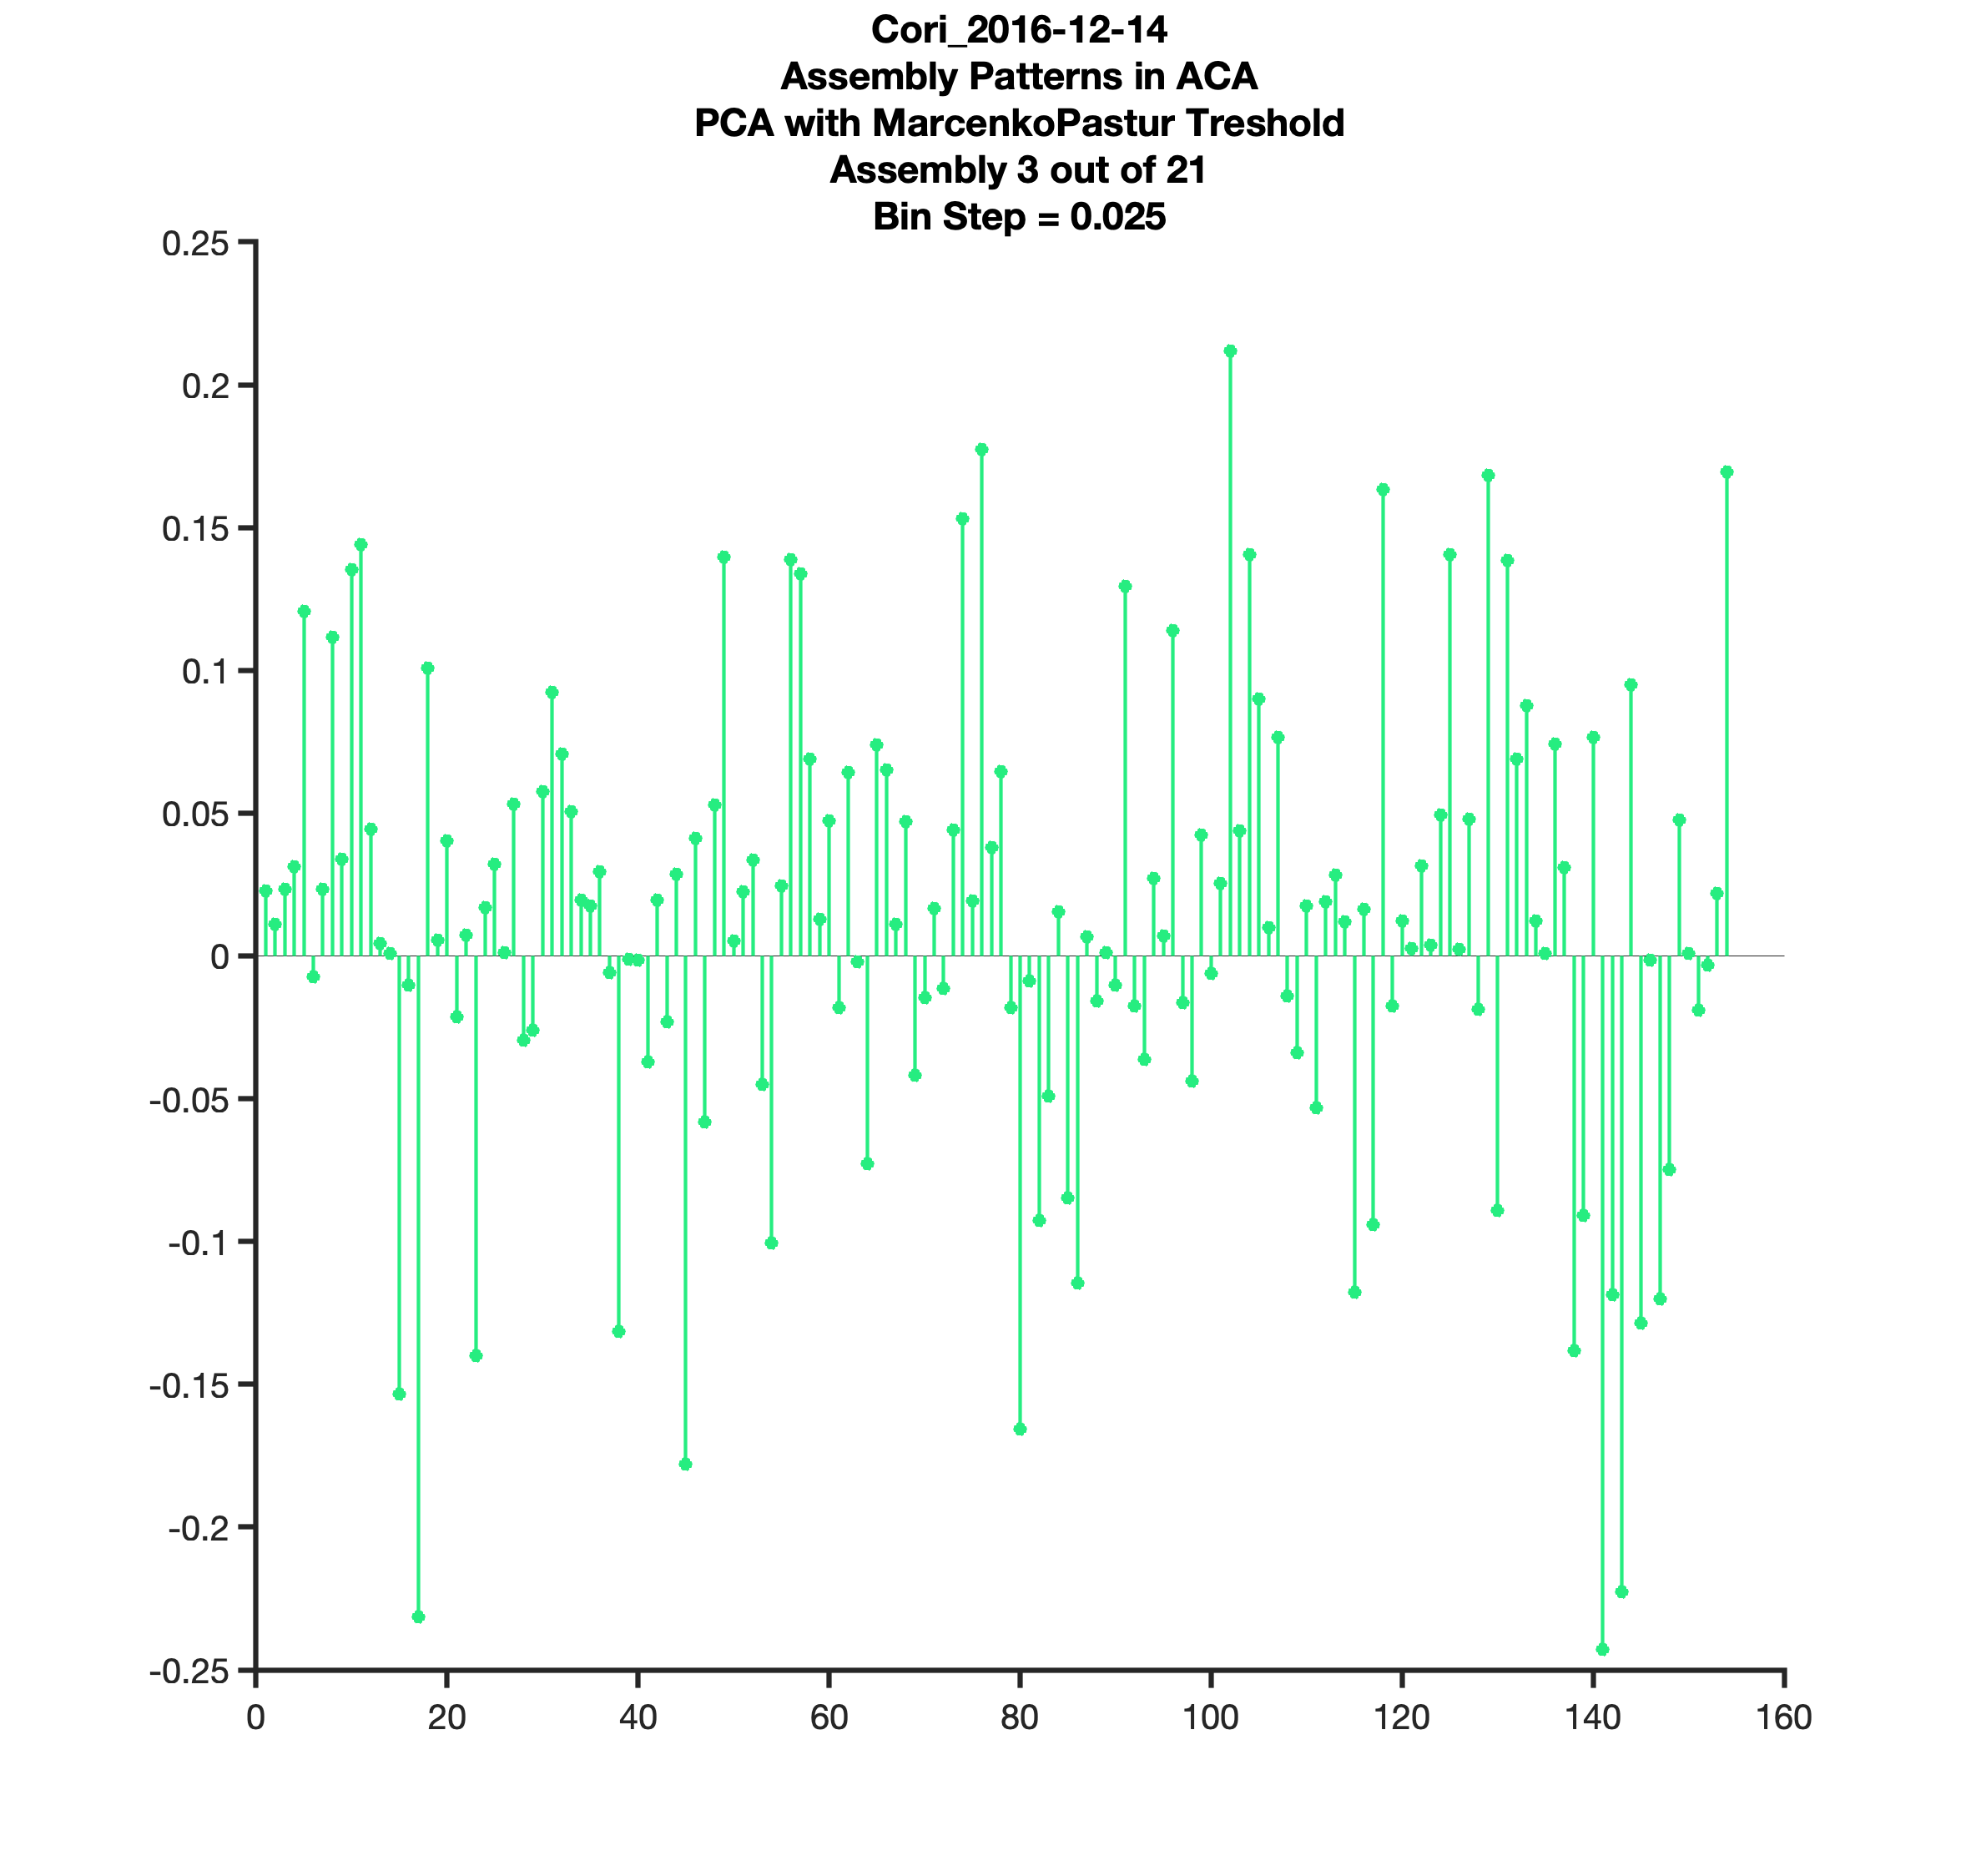 Cori_2016-12-14
Assembly Patterns in ACA
PCA with MarcenkoPastur Treshold
Assembly 3 out of 21
Bin Step = 0.025
0.25
0.2
0.15
0.1
0.05
0
-0.05
-0.1
-0.15
-0.2
-0.25
0 20 40 60 80 100 120 140 160